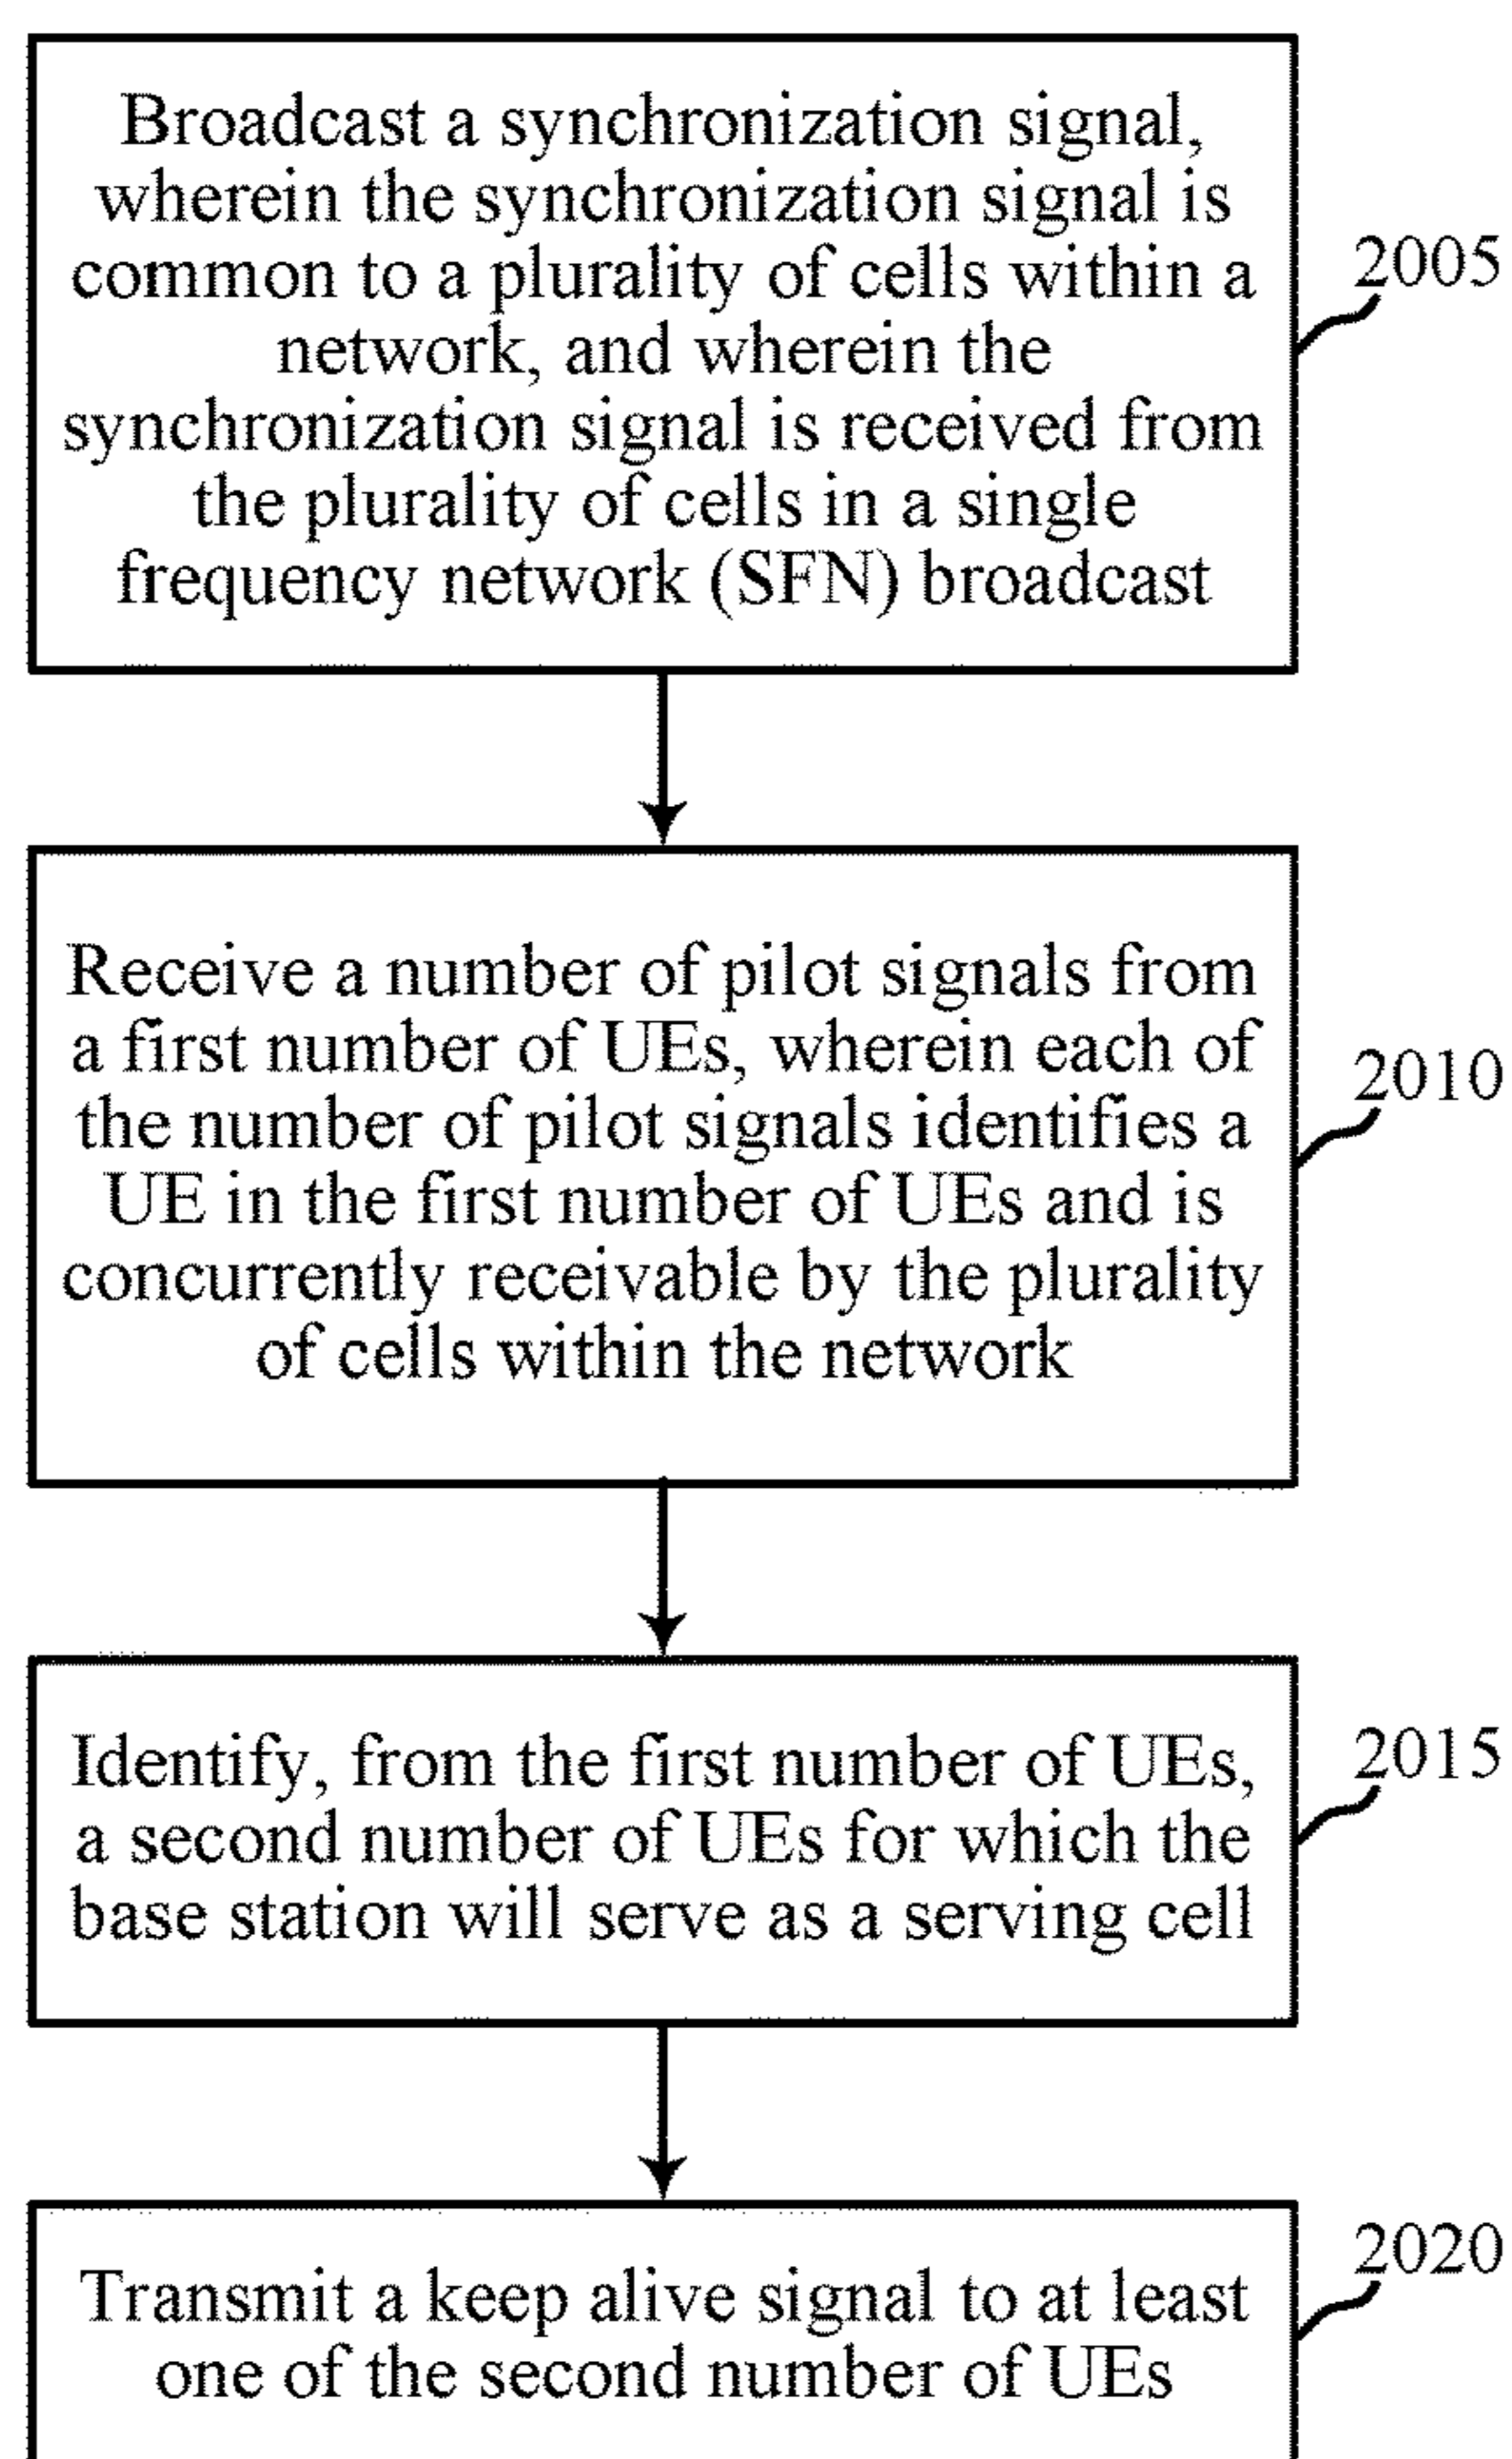 Broadcast a synchronization signal,
wherein the synchronization signal is
common to a plurality of cells within a
network, and wherein the
synchronization signal is received from
the plurality of cells in a single
frequency network (SFN) broadcast
2005
Receive a number of pilot signals from
a first number of UEs, wherein each of
the number of pilot signals identifies a
UE in the first number of UEs and is
concurrently receivable by the plurality
of cells within the network
2010
Identify, from the first number of UEs,
a second number of UEs for which the
base station will serve as a serving cell
2015
Transmit a keep alive signal to at least
one of the second number of UEs
2020